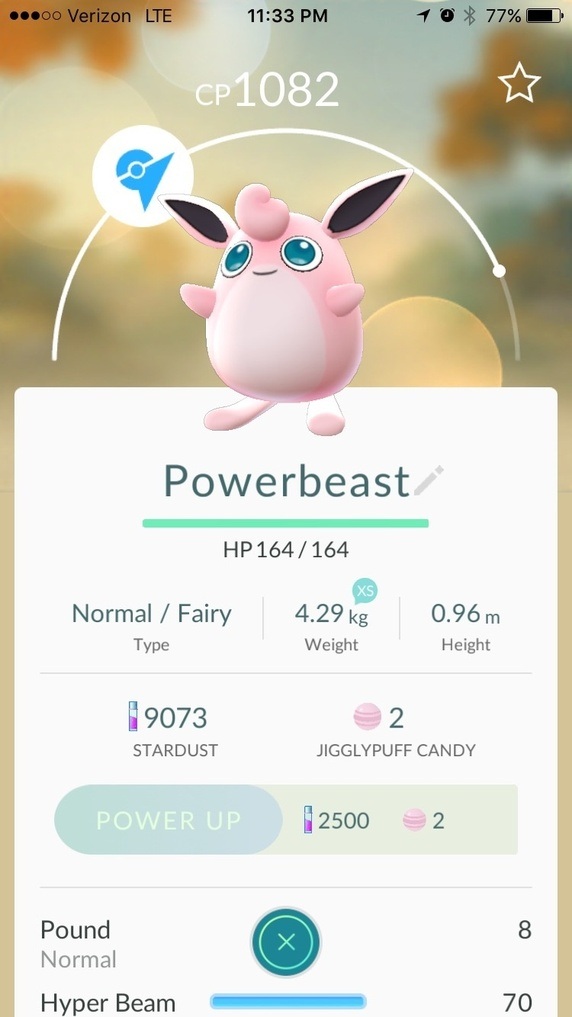 Verizon LTE 11:33 PM 77%
CP1082
Powerbeast
HP 164 / 164
XS
Normal / Fairy 4.29 kg 0.96 m
Type Weight Height
9073 2
STARDUST JIGGLYPUFF CANDY
POWER UP 2500 2
Pound 8
Normal
Hyper Beam 70